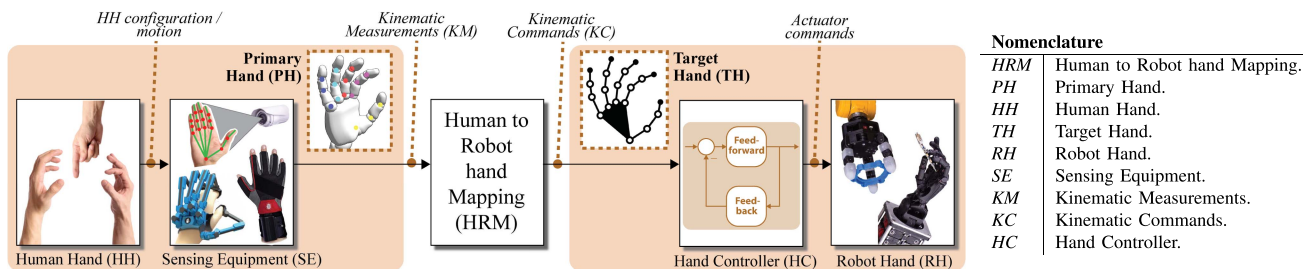 HH configuration /
motion
Kinematic
Measurements (KM)
Kinematic
Commands (KC)
Actuator
commands
Primary
Hand (PH)
Target
Hand (TH)
Human to
Robot
hand
Mapping
(HRM)
Feed-
forward
Feed-
back
Human Hand (HH)
Sensing Equipment (SE)
Hand Controller (HC)
Robot Hand (RH)
Nomenclature
HRM Human to Robot hand Mapping.
PH Primary Hand.
HH Human Hand.
TH Target Hand.
RH Robot Hand.
SE Sensing Equipment.
KM Kinematic Measurements.
KC Kinematic Commands.
HC Hand Controller.